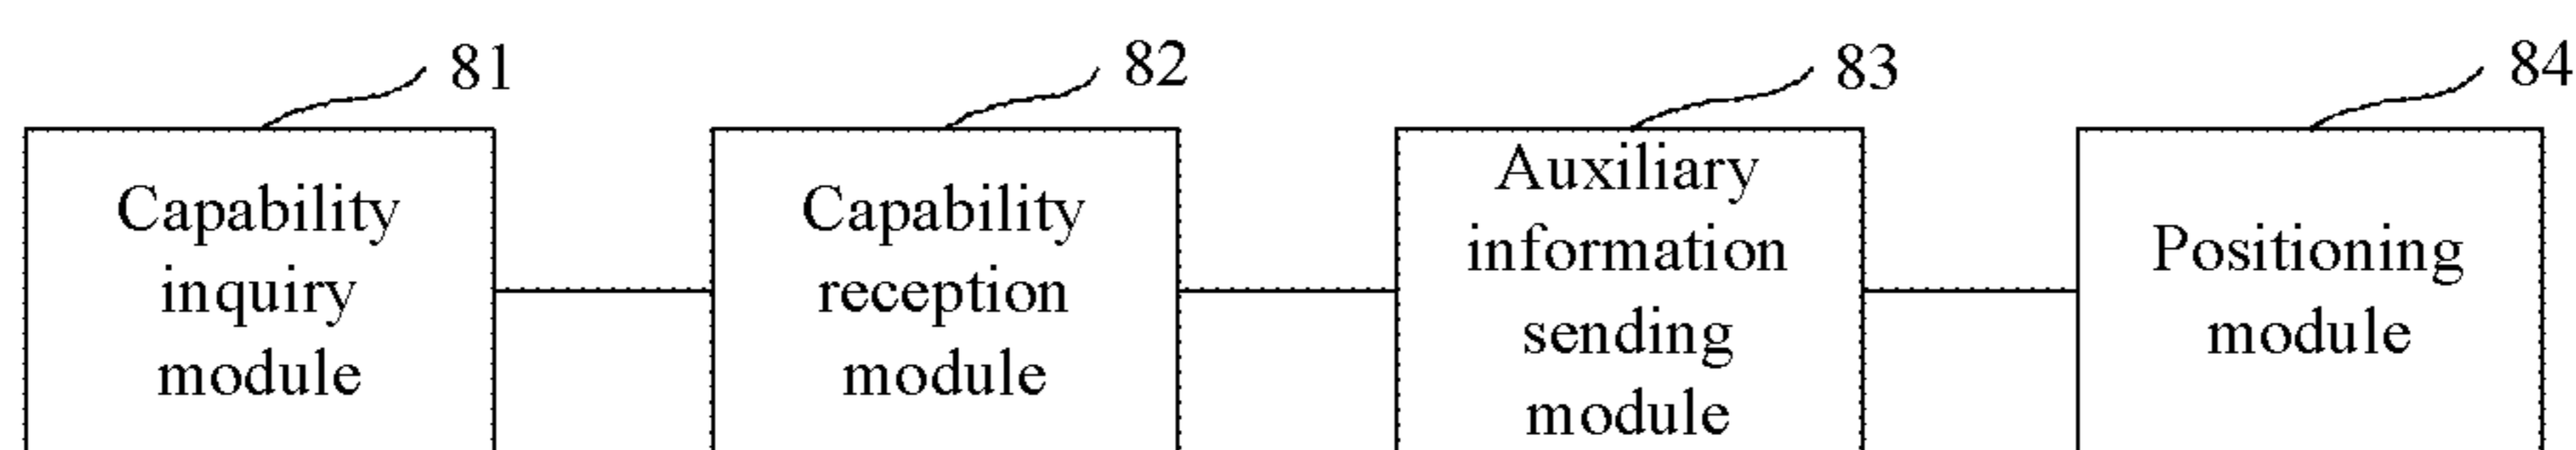 81
82
83
84
Capability
inquiry
module
Capability
reception
module
Auxiliary
information
sending
module
Positioning
module